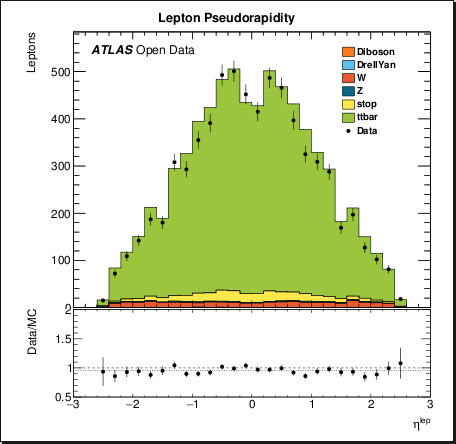 Lepton Pseudorapidity
Leptons
ATLAS Open Data
Diboson
DrellYan
W
Z
stop
ttbar
Data
500
400
300
200
100
0
Data/MC
2
1.5
1
0.5
−3 −2 −1 0 1 2 3
η^lep